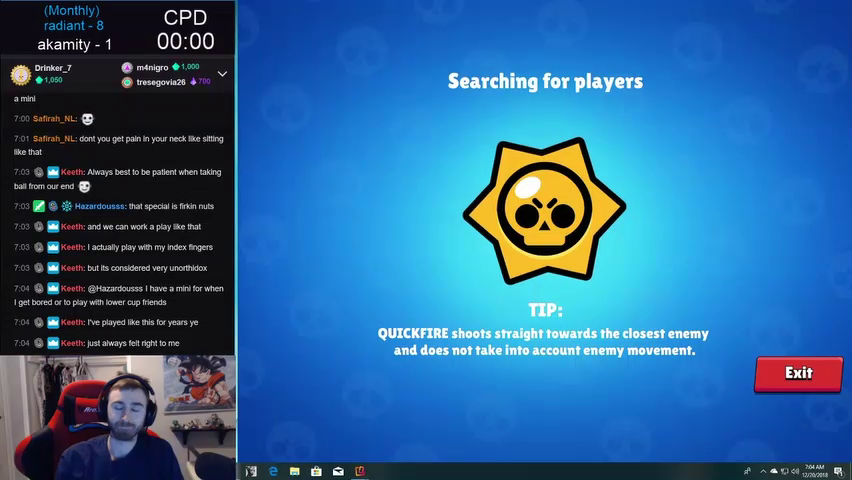 (Monthly)
radiant - 8
akamity - 1
CPD
00:00
Drinker_7
1,050
m4nigro 1,000
tresegovia26 700
a mini
7:00 Safirah_NL:
7:01 Safirah_NL: dont you get pain in your neck like sitting
like that
7:03 Keeth: Always best to be patient when taking
ball from our end
7:03 Hazardousss: that special is firkin nuts
7:03 Keeth: and we can work a play like that
7:03 Keeth: I actually play with my index fingers
7:03 Keeth: but its considered very unorthidox
7:04 Keeth: @Hazardousss I have a mini for when
I get bored or to play with lower cup friends
7:04 Keeth: I've played like this for years ye
7:04 Keeth: just always felt right to me
Searching for players
TIP:
QUICKFIRE shoots straight towards the closest enemy
and does not take into account enemy movement.
Exit
7:04 AM
12/20/2018